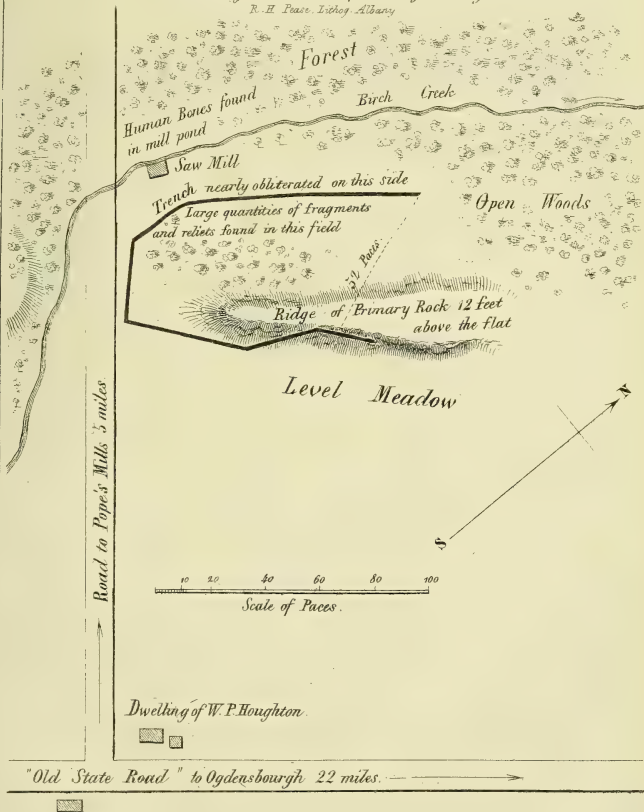 R. H. Pease, Lithog. Albany
Forest
Birch Creek
Human Bones found
in mill pond
Saw Mill
Trench nearly obliterated on this side
Large quantities of fragments
and relicts found in this field
Open Woods
52 Paces
Ridge of Primary Rock 12 feet
above the flat
Level Meadow
N
S
Road to Pope's Mills 5 miles
10 20 40 60 80 100
Scale of Paces.
Dwelling of W. P. Houghton.
"Old State Road" to Ogdensbourgh 22 miles.